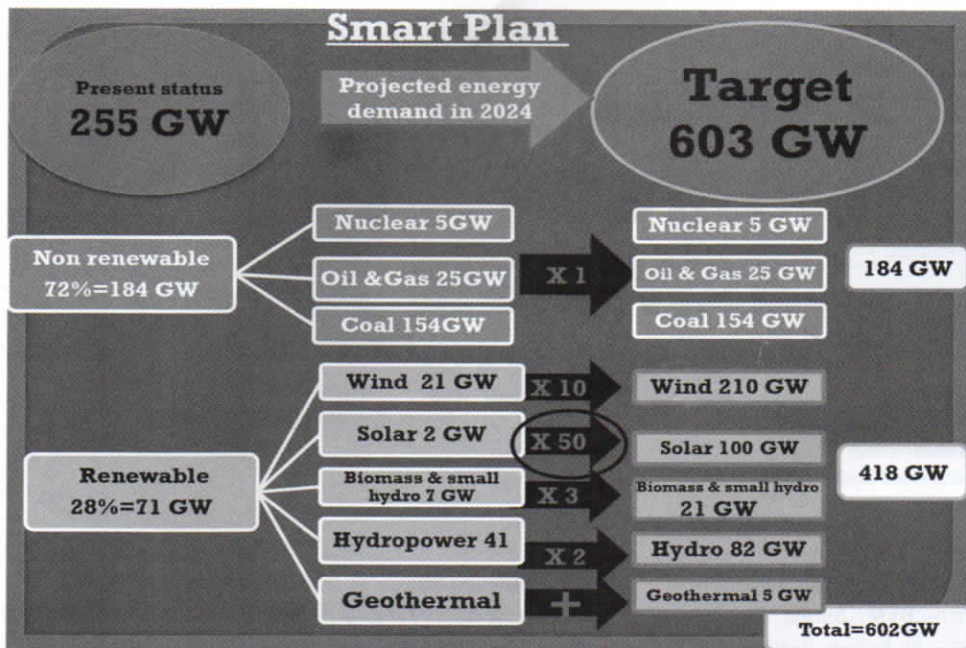 Smart Plan
Present status
255 GW
Projected energy
demand in 2024
Target
603 GW
Non renewable
72%=184 GW
Nuclear 5GW
Oil &Gas 25GW
Coal 154GW
X 1
Nuclear 5 GW
Oil & Gas 25 GW
Coal 154 GW
184 GW
Renewable
28%=71 GW
Wind 21 GW
Solar 2 GW
Biomass & small
hydro 7 GW
Hydropower 41
Geothermal
X 10
X 50
X 3
X 2
+
Wind 210 GW
Solar 100 GW
Biomass & small hydro
21 GW
Hydro 82 GW
Geothermal 5 GW
418 GW
Total=602GW